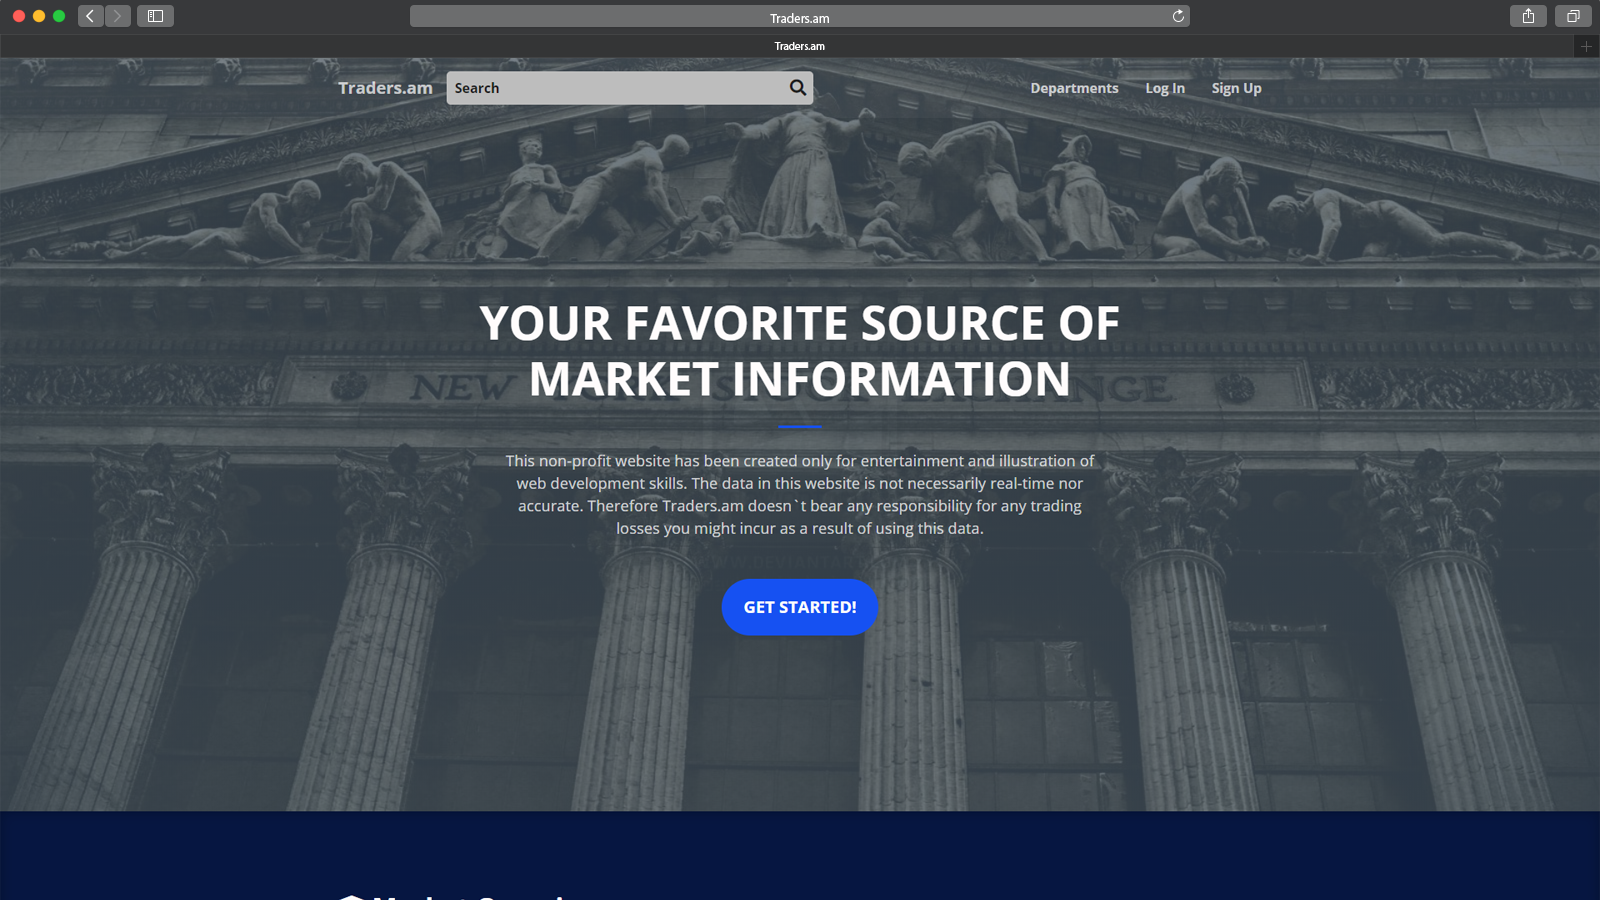 Traders.am
Traders.am
Traders.am Search Departments Log In Sign Up
YOUR FAVORITE SOURCE OF
MARKET INFORMATION
NEW
This non-profit website has been created only for entertainment and illustration of
web development skills. The data in this website is not necessarily real-time nor
accurate. Therefore Traders.am doesn`t bear any responsibility for any trading
losses you might incur as a result of using this data.
GET STARTED!